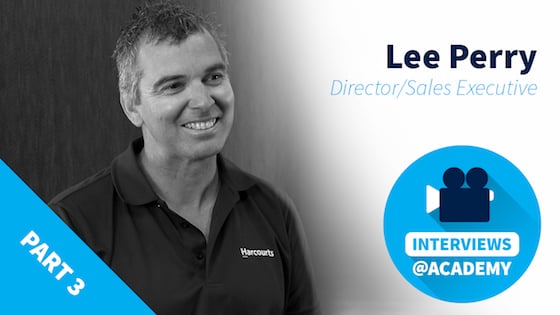 Lee Perry
Director/Sales Executive
Harcourts
INTERVIEWS
@ACADEMY
PART 3